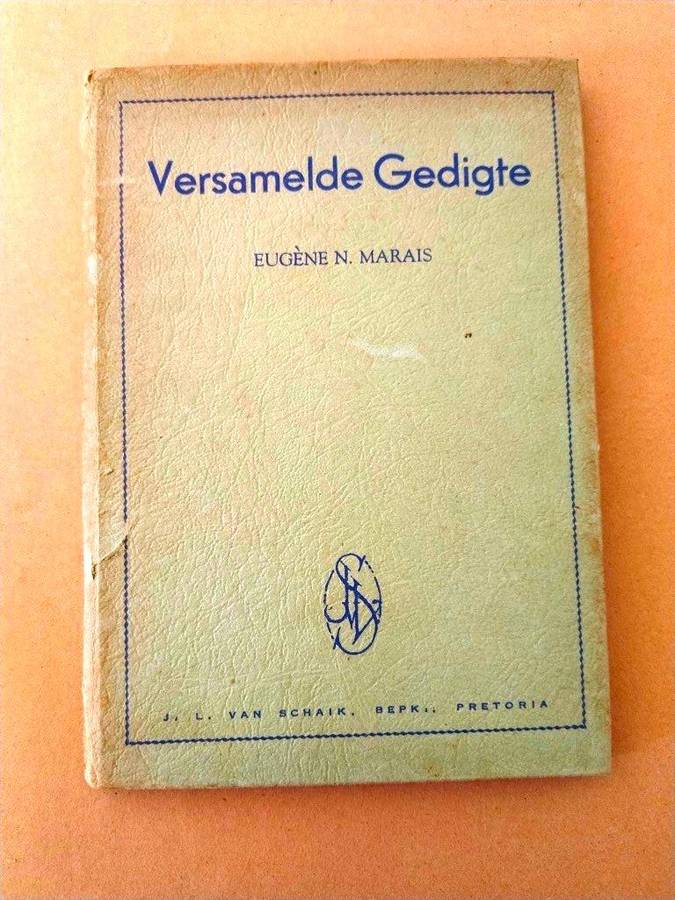 Versamelde Gedigte
EUGÈNE N. MARAIS
J. L. VAN SCHAIK, BEPK., PRETORIA